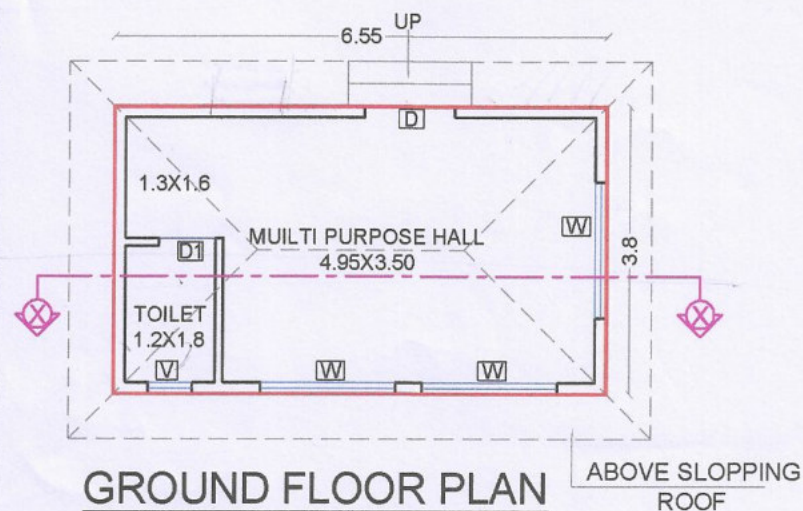 UP
6.55
D
1.3X1.6
W
D1
MUILTI PURPOSE HALL
4.95X3.50
3.8
X
X
TOILET
1.2X1.8
V
W
W
GROUND FLOOR PLAN
ABOVE SLOPPING
ROOF